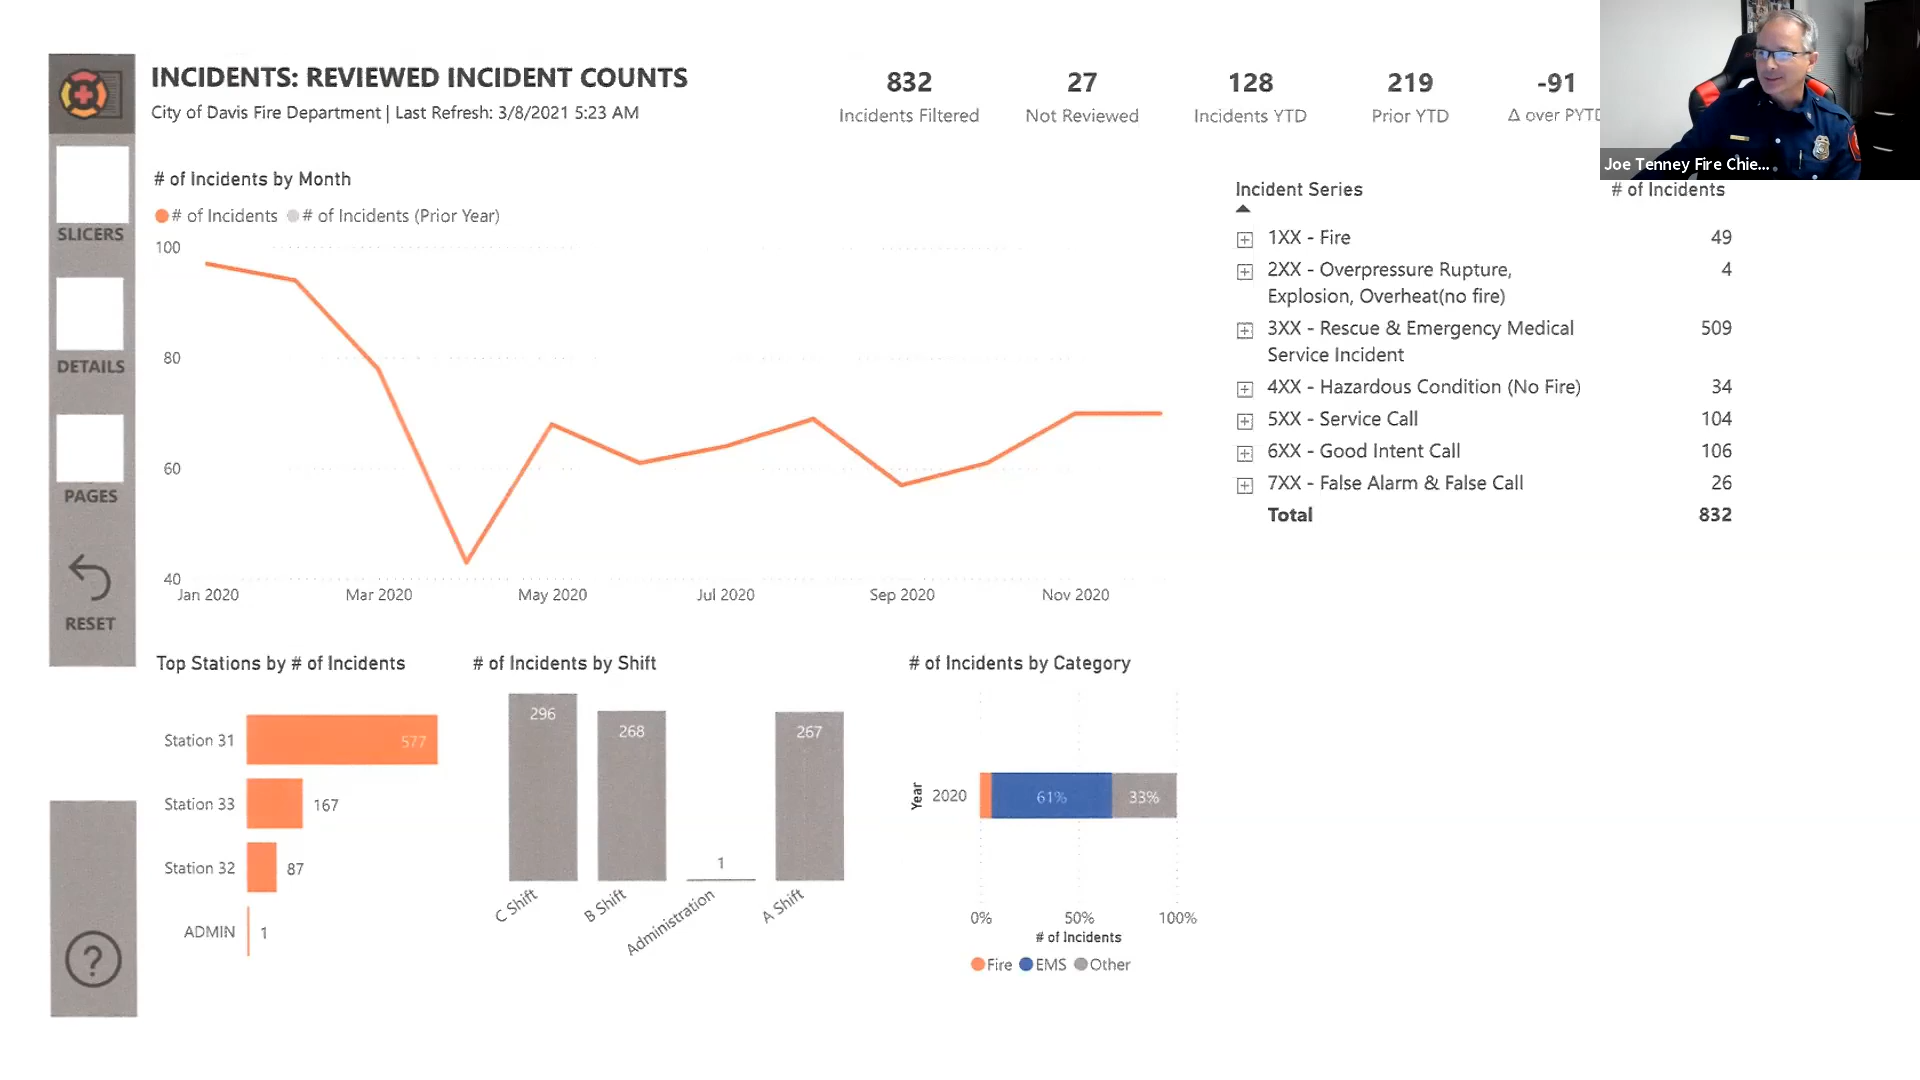 INCIDENTS: REVIEWED INCIDENT COUNTS
City of Davis Fire Department | Last Refresh: 3/8/2021 5:23 AM
832
Incidents Filtered
27
Not Reviewed
128
Incidents YTD
219
Prior YTD
-91
Δ over PYTD
Joe Tenney Fire Chie...
SLICERS
DETAILS
PAGES
RESET
# of Incidents by Month
# of Incidents # of Incidents (Prior Year)
100
80
60
40
Jan 2020 Mar 2020 May 2020 Jul 2020 Sep 2020 Nov 2020
Incident Series # of Incidents
1XX - Fire 49
2XX - Overpressure Rupture, 4
Explosion, Overheat(no fire)
3XX - Rescue & Emergency Medical 509
Service Incident
4XX - Hazardous Condition (No Fire) 34
5XX - Service Call 104
6XX - Good Intent Call 106
7XX - False Alarm & False Call 26
Total 832
Top Stations by # of Incidents
Station 31 577
Station 33 167
Station 32 87
ADMIN 1
# of Incidents by Shift
296 268 1 267
C Shift B Shift Administration A Shift
# of Incidents by Category
Year
2020 61% 33%
0% 50% 100%
# of Incidents
Fire EMS Other
?